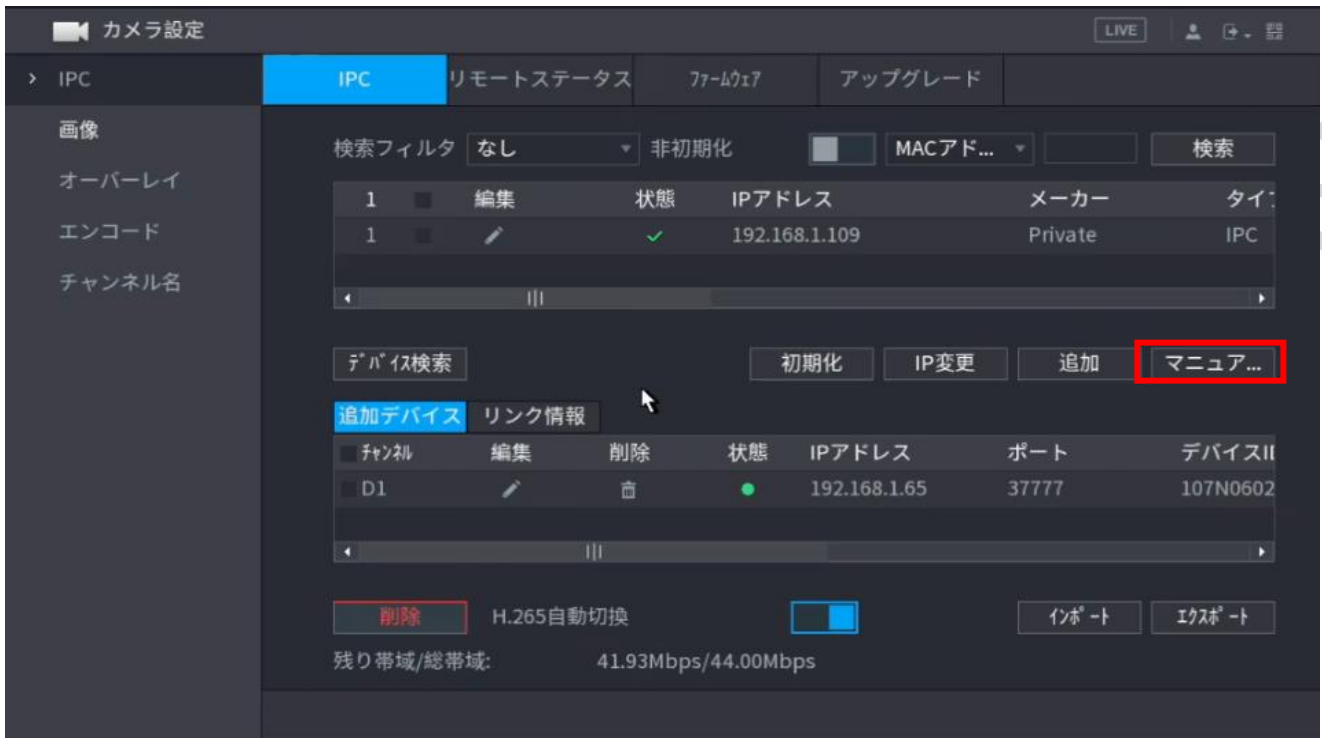 カメラ設定 LIVE
IPC
画像
オーバーレイ
エンコード
チャンネル名
IPC リモートステータス ﾌｧｰﾑｳｪｱ アップグレード
検索フィルタ なし 非初期化 MACアド... 検索
1 編集 状態 IPアドレス メーカー タイプ
1 192.168.1.109 Private IPC
ﾃﾞﾊﾞｲｽ検索 初期化 IP変更 追加 マニュア...
追加デバイス リンク情報
ﾁｬﾝﾈﾙ 編集 削除 状態 IPアドレス ポート デバイスII
D1 192.168.1.65 37777 107N0602
削除 H.265自動切換 ｲﾝﾎﾟｰﾄ ｴｸｽﾎﾟｰﾄ
残り帯域/総帯域: 41.93Mbps/44.00Mbps